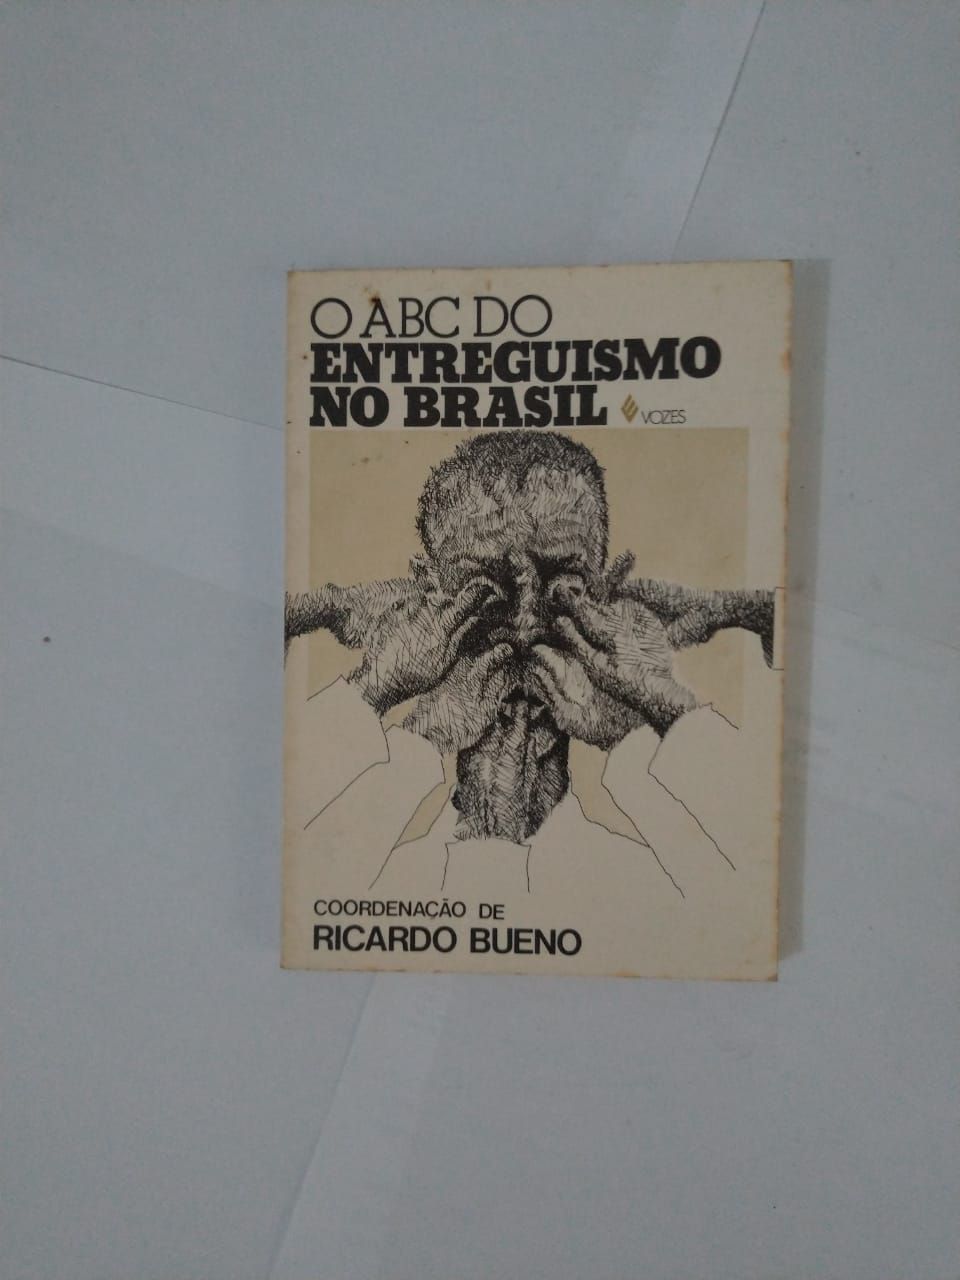 O ABC DO
ENTREGUISMO
NO BRASIL
VOZES
COORDENAÇÃO DE
RICARDO BUENO